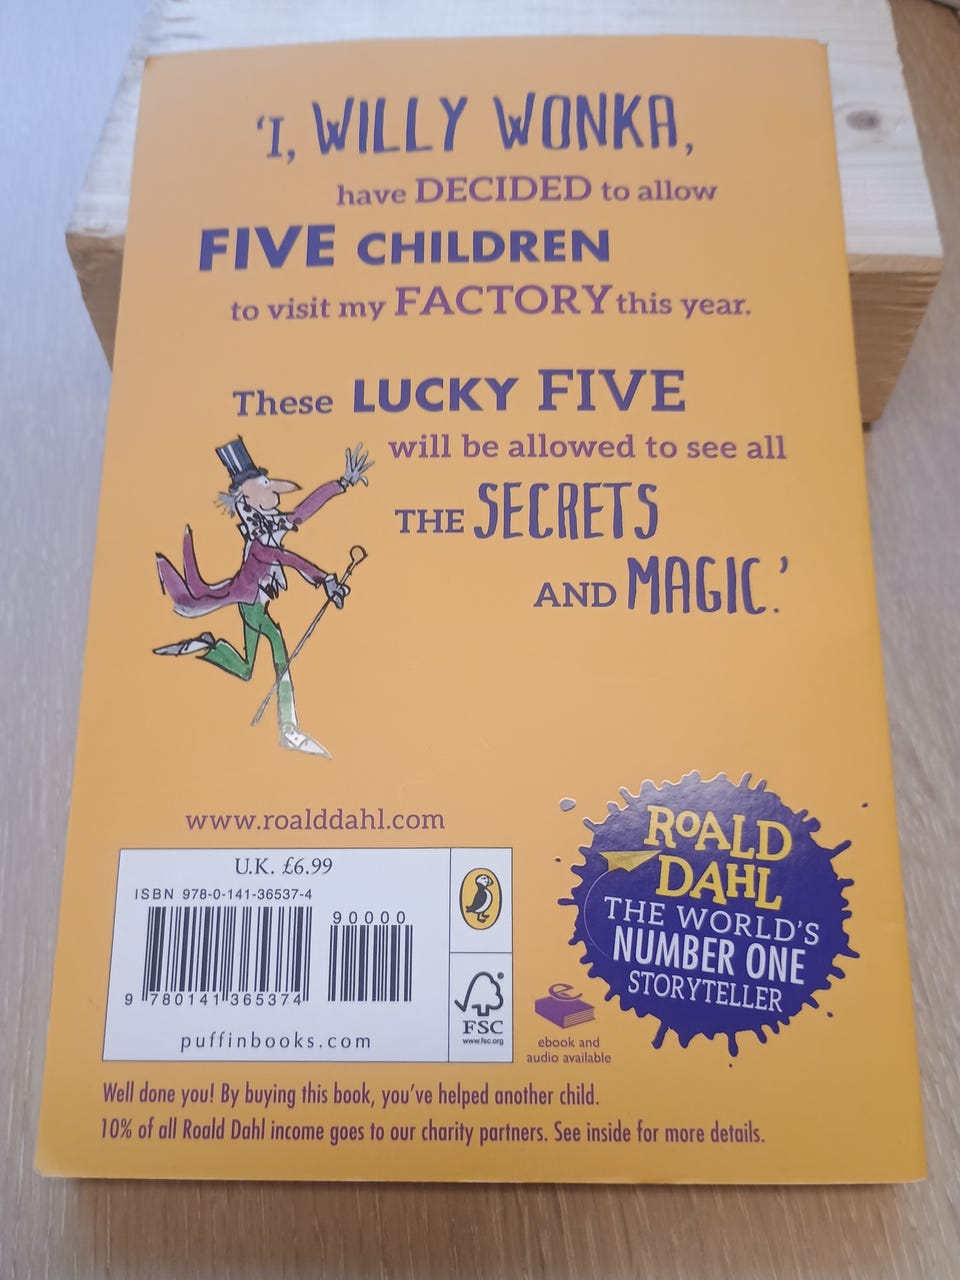 ‘I, WILLY WONKA,
have DECIDED to allow
FIVE CHILDREN
to visit my FACTORY this year.
These LUCKY FIVE
will be allowed to see all
THE SECRETS
AND MAGIC.’
www.roalddahl.com
U.K. £6.99
ISBN 978-0-141-36537-4
90000
9 780141 365374
puffinbooks.com
FSC
www.fsc.org
ebook and
audio available
ROALD
DAHL
THE WORLD'S
NUMBER ONE
STORYTELLER
Well done you! By buying this book, you've helped another child.
10% of all Roald Dahl income goes to our charity partners. See inside for more details.